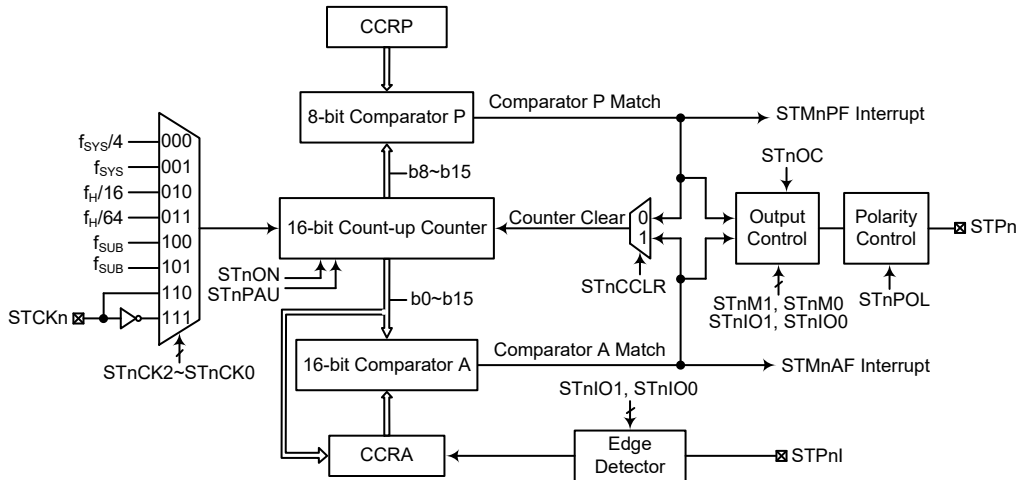 CCRP
8-bit Comparator P
Comparator P Match
STMnPF Interrupt
fSYS/4
000
fSYS
001
fH/16
010
fH/64
011
fSUB
100
fSUB
101
110
111
STCKn
STnCK2~STnCK0
b8~b15
16-bit Count-up Counter
Counter Clear
0
1
STnCCLR
STnOC
Output
Control
Polarity
Control
STPn
STnON
STnPAU
b0~b15
STnM1, STnM0
STnIO1, STnIO0
STnPOL
16-bit Comparator A
Comparator A Match
STMnAF Interrupt
STnIO1, STnIO0
CCRA
Edge
Detector
STPnI